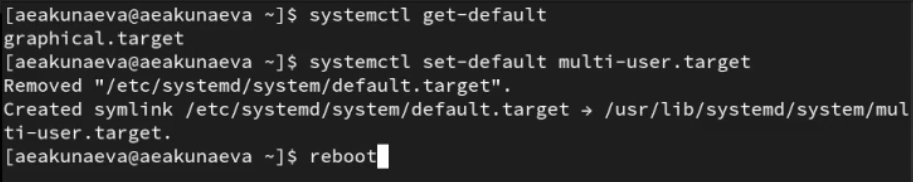 [aeakunaeva@aeakunaeva ~]$ systemctl get-default
graphical.target
[aeakunaeva@aeakunaeva ~]$ systemctl set-default multi-user.target
Removed "/etc/systemd/system/default.target".
Created symlink /etc/systemd/system/default.target → /usr/lib/systemd/system/mul
ti-user.target.
[aeakunaeva@aeakunaeva ~]$ reboot